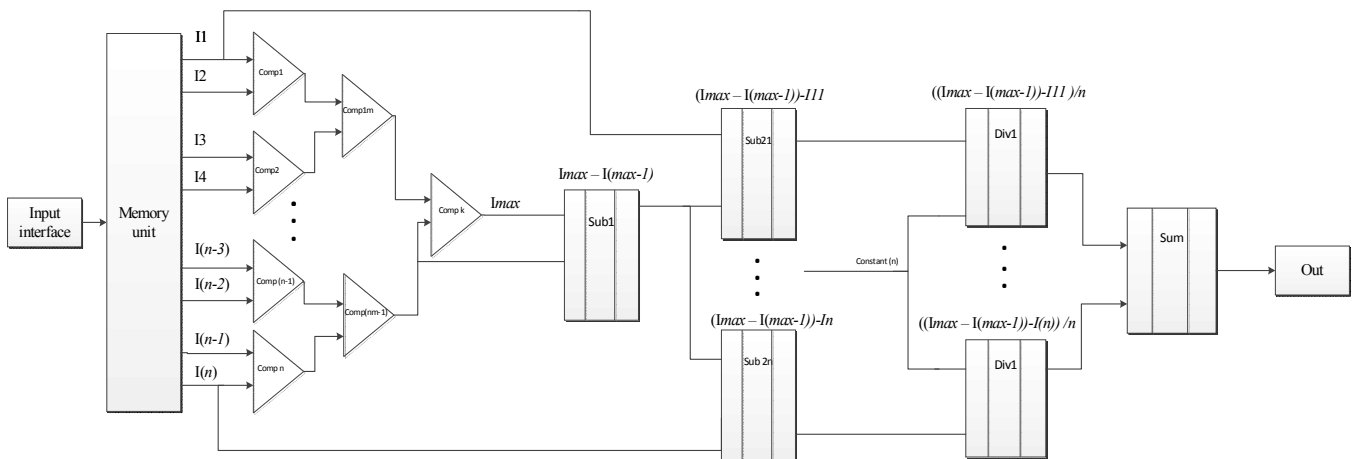 Input
interface
Memory
unit
I1
I2
I3
I4
I(n-3)
I(n-2)
I(n-1)
I(n)
Comp1
Comp2
Comp (n-1)
Comp n
Comp1m
Comp(nm-1)
Comp k
Imax
Imax – I(max-1)
Sub1
(Imax – I(max-1))-I11
Sub21
(Imax – I(max-1))-In
Sub 2n
Constant (n)
((Imax – I(max-1))-I11 )/n
Div1
((Imax – I(max-1))-I(n)) /n
Div1
Sum
Out